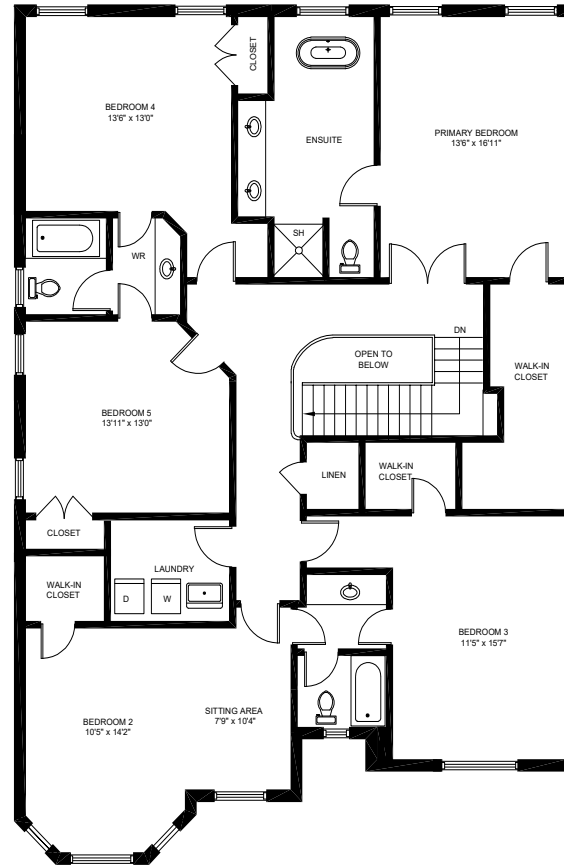 CLOSET
BEDROOM 4
13'6" x 13'0"
ENSUITE
PRIMARY BEDROOM
13'6" x 16'11"
SH
WR
DN
OPEN TO
BELOW
WALK-IN
CLOSET
BEDROOM 5
13'11" x 13'0"
LINEN
WALK-IN
CLOSET
CLOSET
LAUNDRY
WALK-IN
CLOSET
D
W
BEDROOM 3
11'5" x 15'7"
SITTING AREA
7'9" x 10'4"
BEDROOM 2
10'5" x 14'2"